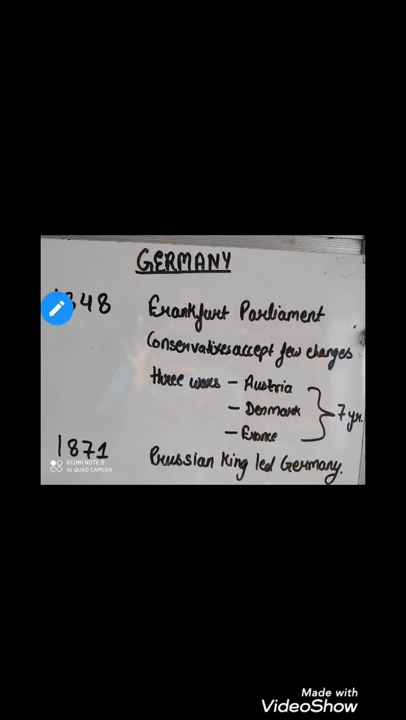 GERMANY
1848 Frankfurt Parliament
Conservatives accept few changes
three wars - Austria
- Denmark
- France
7 yr.
1871 Prussian King led Germany.
REDMI NOTE 8
AI QUAD CAMERA
Made with
VideoShow